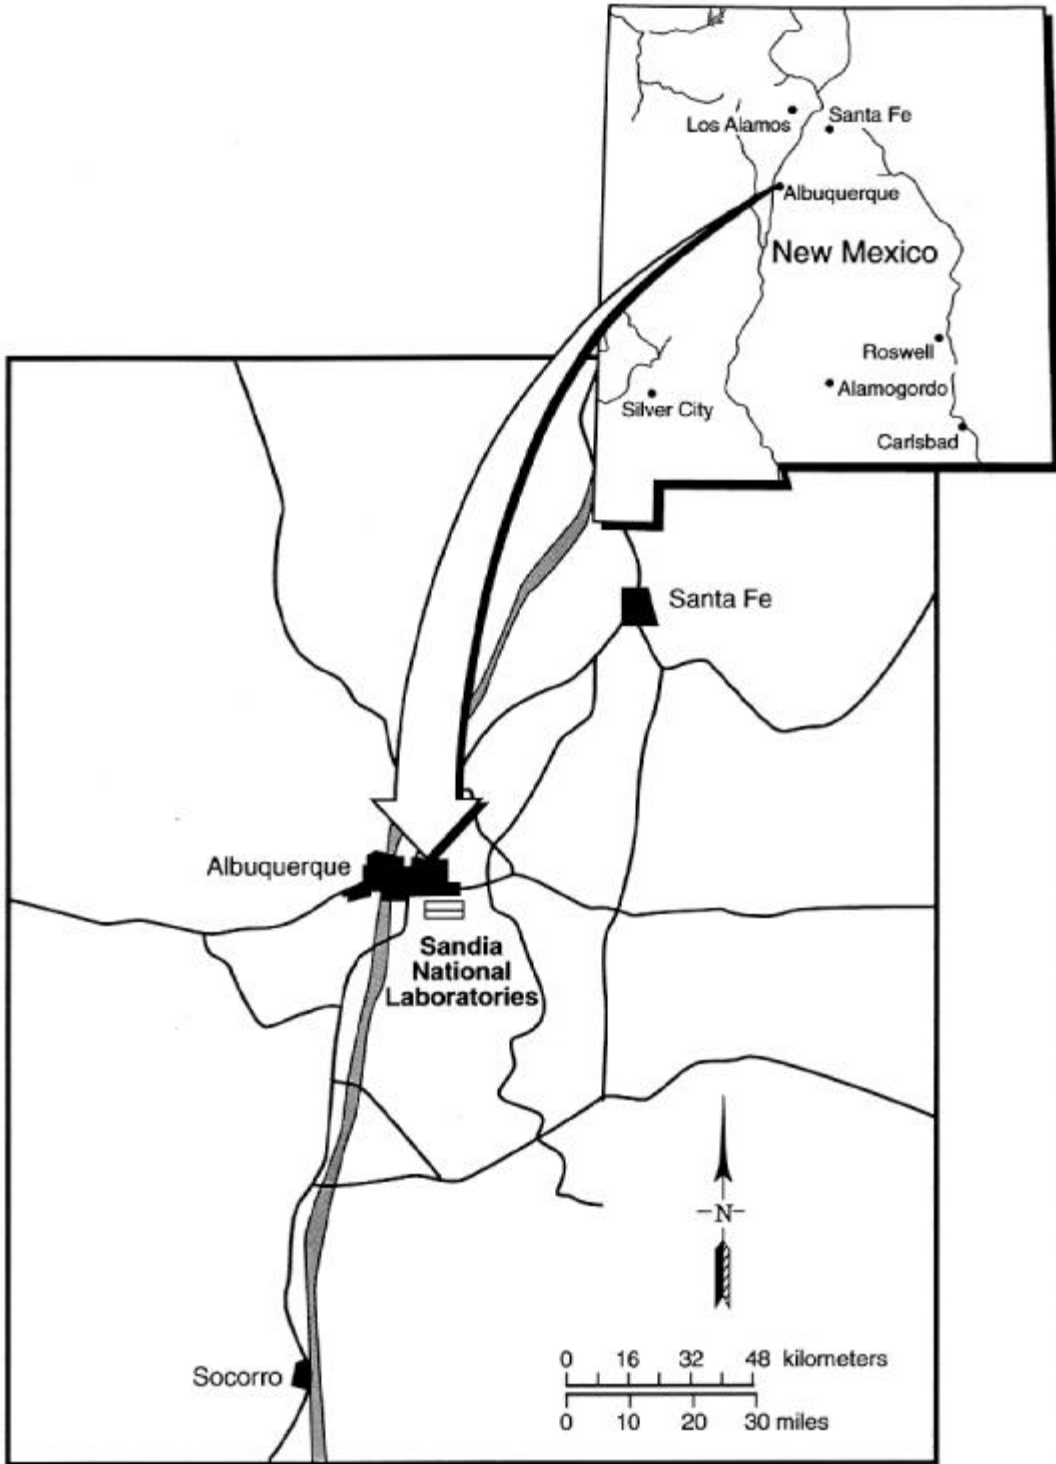 Los Alamos
Santa Fe
Albuquerque
New Mexico
Roswell
Alamogordo
Silver City
Carlsbad
Santa Fe
Albuquerque
Sandia
National
Laboratories
N
Socorro
0 16 32 48 kilometers
0 10 20 30 miles